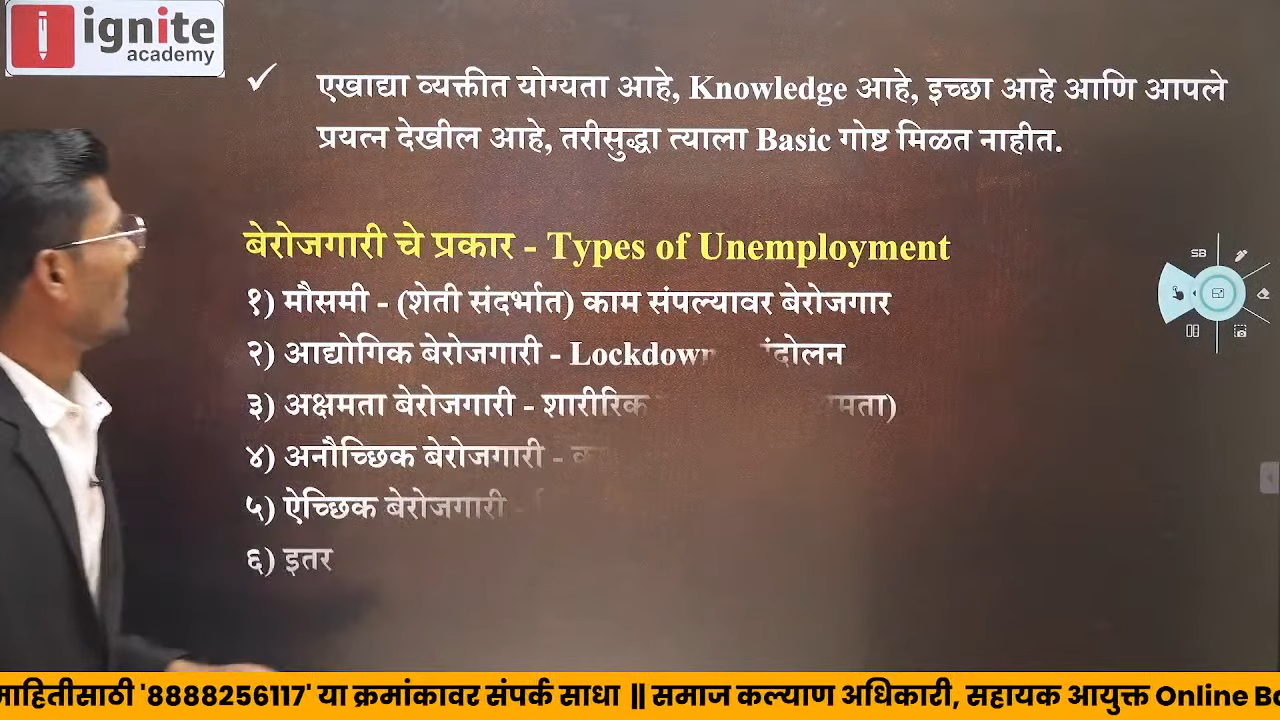 ignite
academy
✓ एखाद्या व्यक्तीत योग्यता आहे, Knowledge आहे, इच्छा आहे आणि आपले
प्रयत्न देखील आहे, तरीसुद्धा त्याला Basic गोष्ट मिळत नाहीत.
बेरोजगारी चे प्रकार - Types of Unemployment
१) मौसमी - (शेती संदर्भात) काम संपल्यावर बेरोजगार
२) आद्योगिक बेरोजगारी - Lockdown
३) अक्षमता बेरोजगारी - शारीरिक
४) अनौच्छिक बेरोजगारी -
५) ऐच्छिक बेरोजगारी -
६) इतर
SB
माहितीसाठी '8888256117' या क्रमांकावर संपर्क साधा || समाज कल्याण अधिकारी, सहायक आयुक्त Online